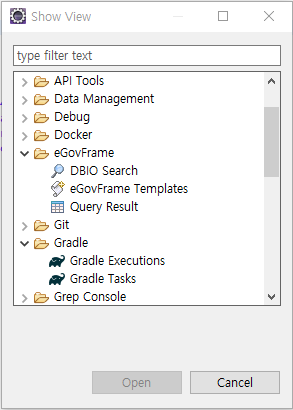 Show View
type filter text
API Tools
Data Management
Debug
Docker
eGovFrame
DBIO Search
eGovFrame Templates
Query Result
Git
Gradle
Gradle Executions
Gradle Tasks
Grep Console
Open
Cancel